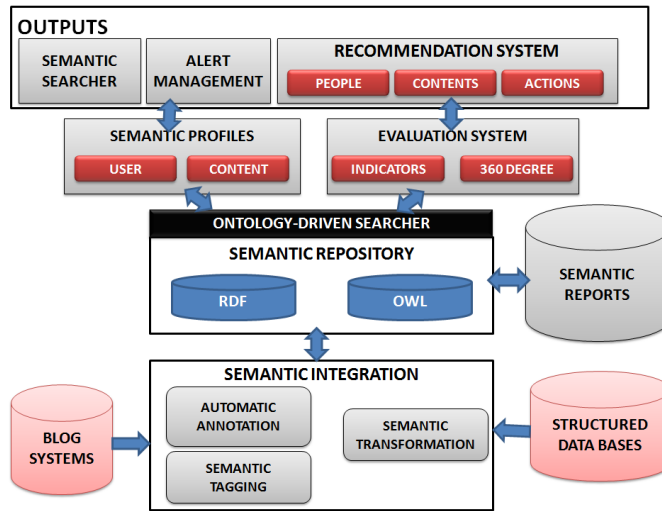 OUTPUTS
SEMANTIC
SEARCHER
ALERT
MANAGEMENT
RECOMMENDATION SYSTEM
PEOPLE
CONTENTS
ACTIONS
SEMANTIC PROFILES
USER
CONTENT
EVALUATION SYSTEM
INDICATORS
360 DEGREE
ONTOLOGY-DRIVEN SEARCHER
SEMANTIC REPOSITORY
RDF
OWL
SEMANTIC
REPORTS
SEMANTIC INTEGRATION
AUTOMATIC
ANNOTATION
SEMANTIC
TAGGING
SEMANTIC
TRANSFORMATION
BLOG
SYSTEMS
STRUCTURED
DATA BASES